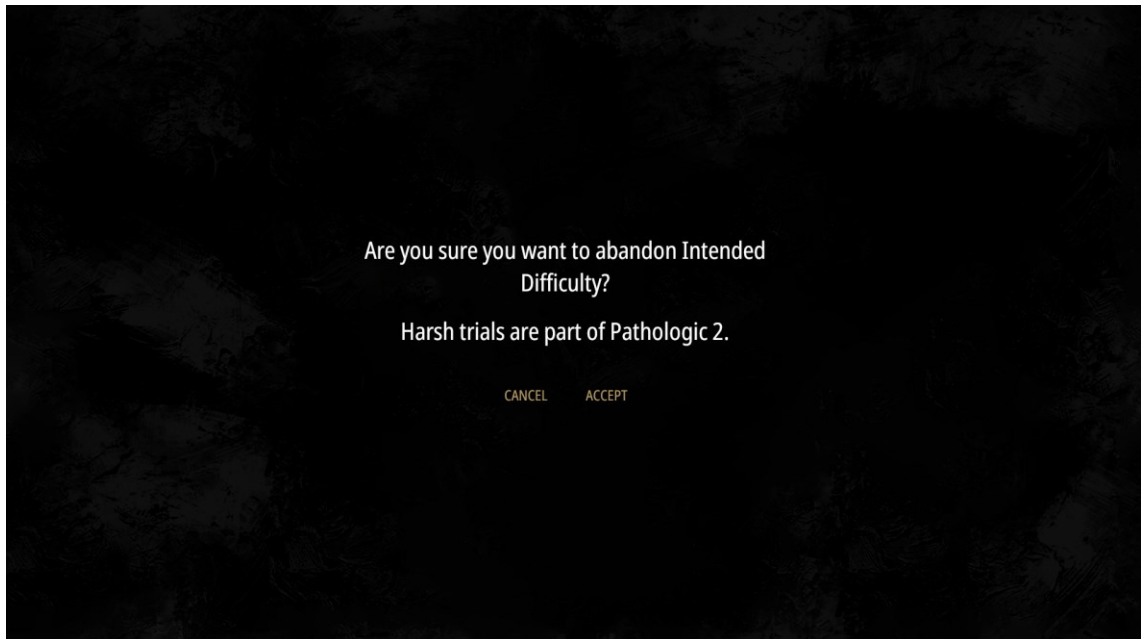 Are you sure you want to abandon Intended
Difficulty?
Harsh trials are part of Pathologic 2.
CANCEL ACCEPT